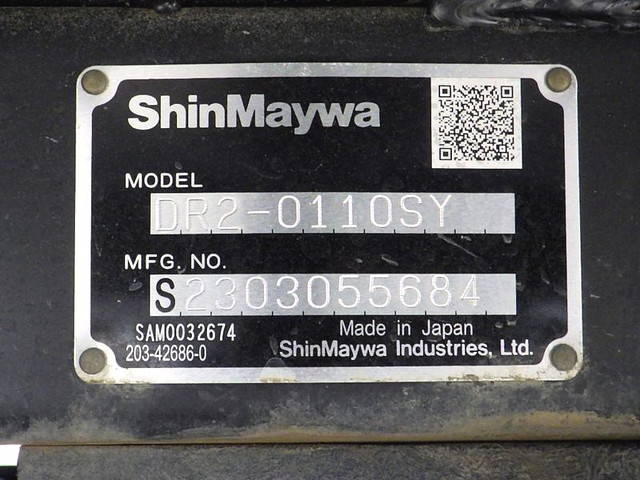 ShinMaywa
MODEL
DR2-0110SY
MFG. NO.
S2303055684
SAM0032674
203-42686-0
Made in Japan
ShinMaywa Industries, Ltd.